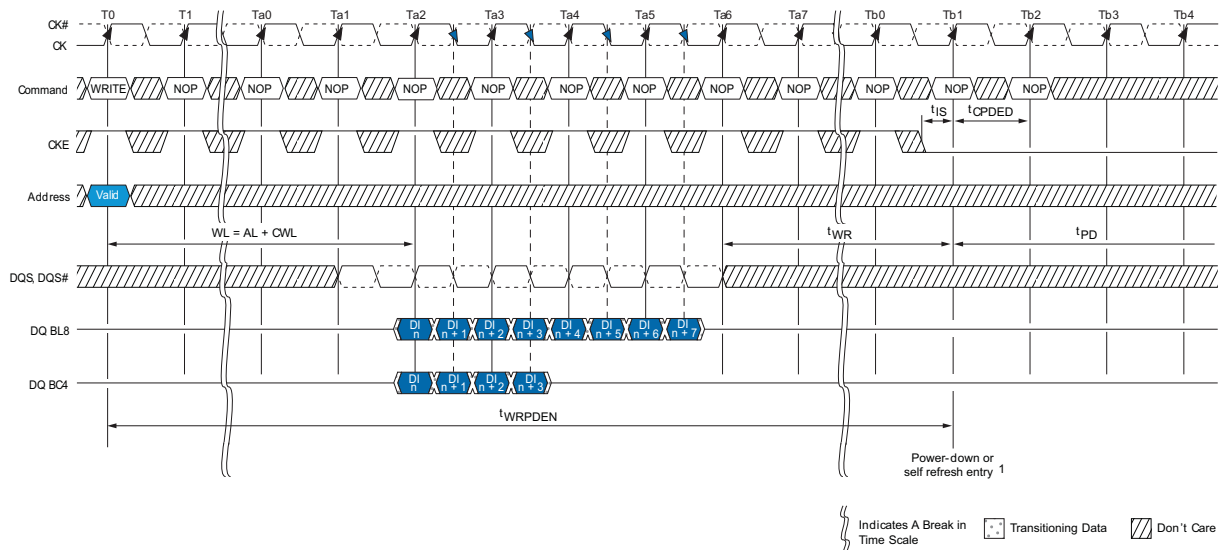 T0 T1 Ta0 Ta1 Ta2 Ta3 Ta4 Ta5 Ta6 Ta7 Tb0 Tb1 Tb2 Tb3 Tb4
CK#
CK
Command WRITE NOP NOP NOP NOP NOP NOP NOP NOP NOP NOP NOP NOP
tIS tCPDED
CKE
Address Valid
WL = AL + CWL tWR tPD
DQS, DQS#
DQ BL8 DI n DI n + 1 DI n + 2 DI n + 3 DI n + 4 DI n + 5 DI n + 6 DI n + 7
DQ BC4 DI n DI n + 1 DI n + 2 DI n + 3
tWRPDEN
Power-down or
self refresh entry 1
Indicates A Break in
Time Scale
Transitioning Data
Don't Care